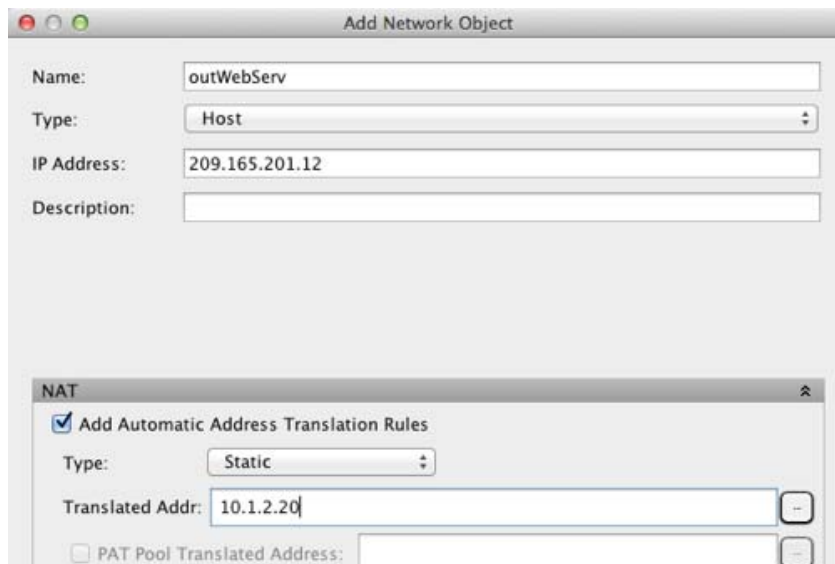 Add Network Object
Name: outWebServ
Type: Host
IP Address: 209.165.201.12
Description:
NAT
Add Automatic Address Translation Rules
Type: Static
Translated Addr: 10.1.2.20
PAT Pool Translated Address: